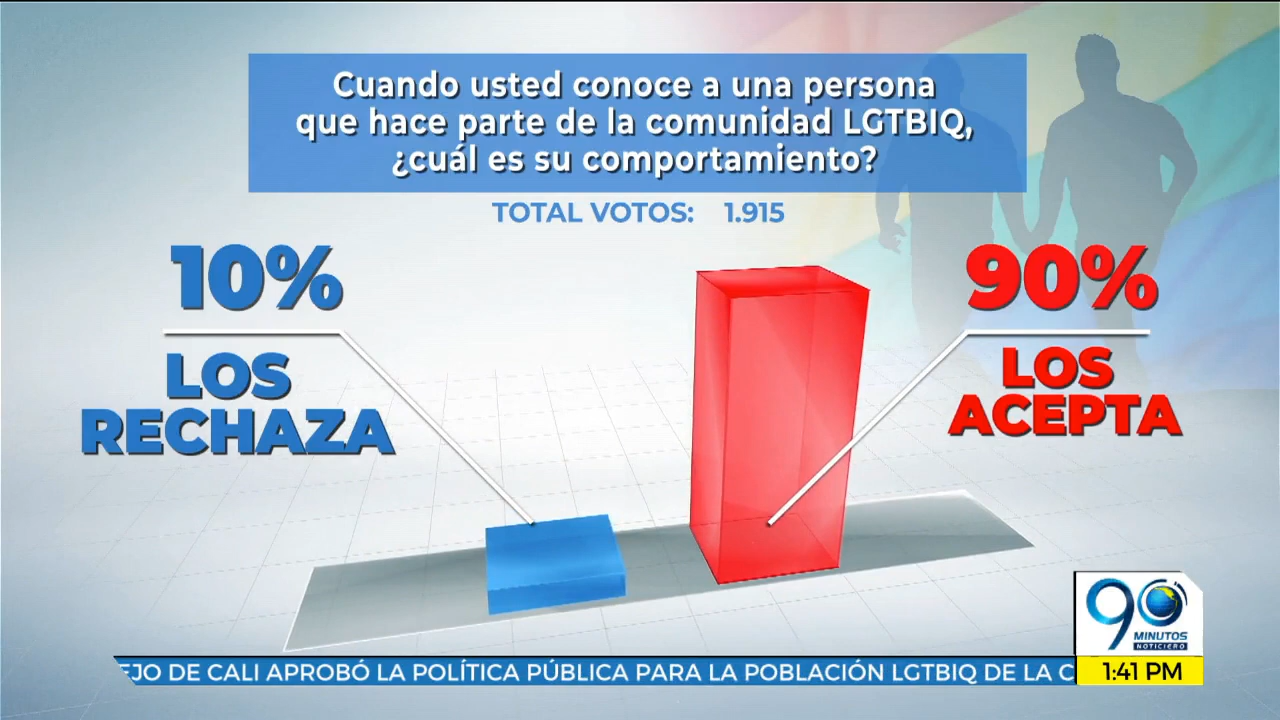 Cuando usted conoce a una persona
que hace parte de la comunidad LGTBIQ,
¿cuál es su comportamiento?
TOTAL VOTOS: 1.915
10%
LOS
RECHAZA
90%
LOS
ACEPTA
90
MINUTOS
NOTICIERO
EJO DE CALI APROBÓ LA POLÍTICA PÚBLICA PARA LA POBLACIÓN LGTBIQ DE LA C
1:41 PM